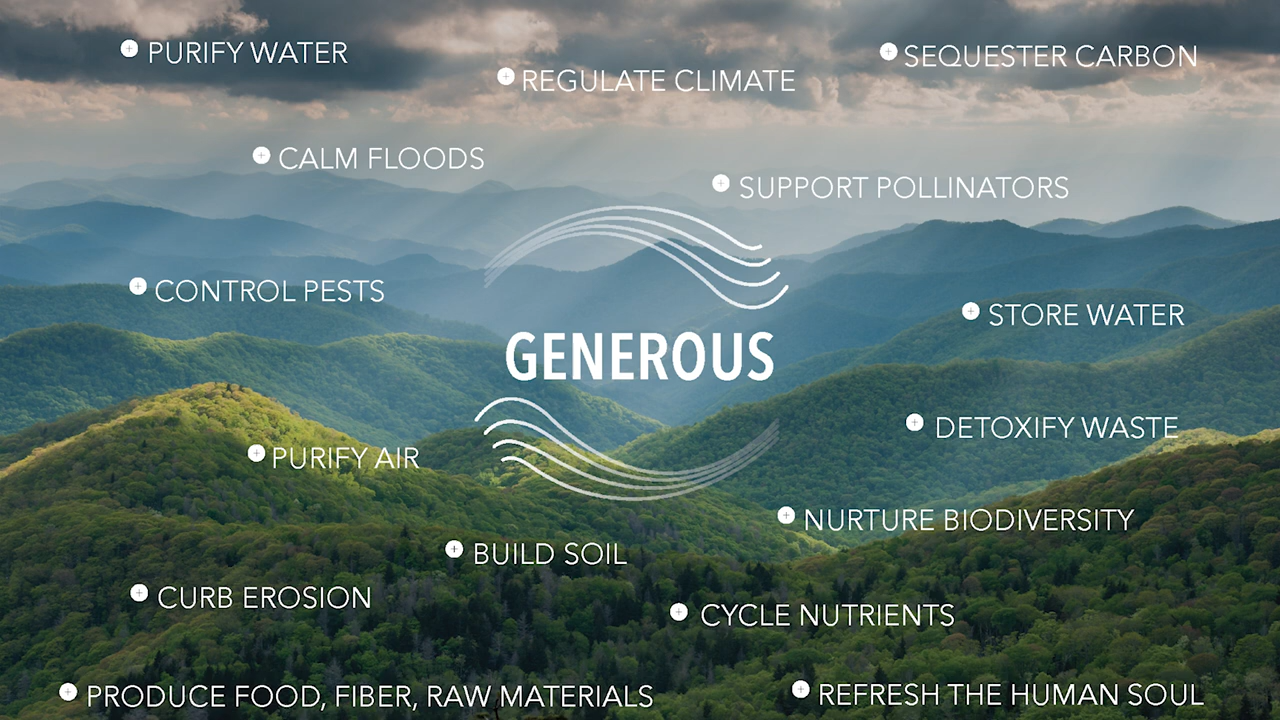 PURIFY WATER
SEQUESTER CARBON
REGULATE CLIMATE
CALM FLOODS
SUPPORT POLLINATORS
CONTROL PESTS
STORE WATER
GENEROUS
DETOXIFY WASTE
PURIFY AIR
NURTURE BIODIVERSITY
BUILD SOIL
CURB EROSION
CYCLE NUTRIENTS
PRODUCE FOOD, FIBER, RAW MATERIALS
REFRESH THE HUMAN SOUL